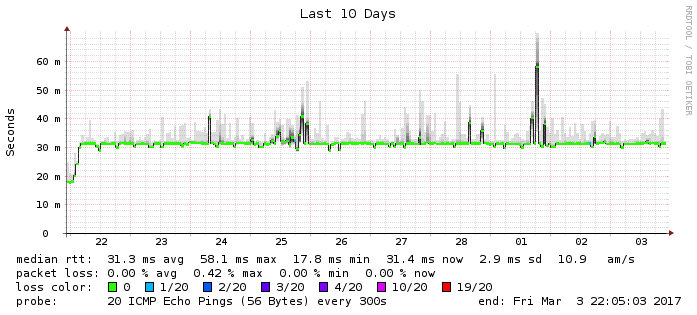 Last 10 Days
RRDTOOL / TOBI OETIKER
Seconds
60 m
50 m
40 m
30 m
20 m
10 m
0
22 23 24 25 26 27 28 01 02 03
median rtt: 31.3 ms avg 58.1 ms max 17.8 ms min 31.4 ms now 2.9 ms sd 10.9 am/s
packet loss: 0.00 % avg 0.42 % max 0.00 % min 0.00 % now
loss color: 0 1/20 2/20 3/20 4/20 10/20 19/20
probe: 20 ICMP Echo Pings (56 Bytes) every 300s end: Fri Mar 3 22:05:03 2017